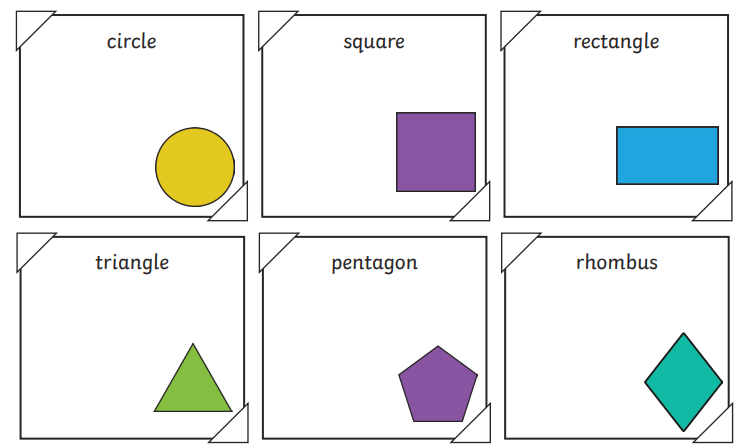 circle
square
rectangle
triangle
pentagon
rhombus